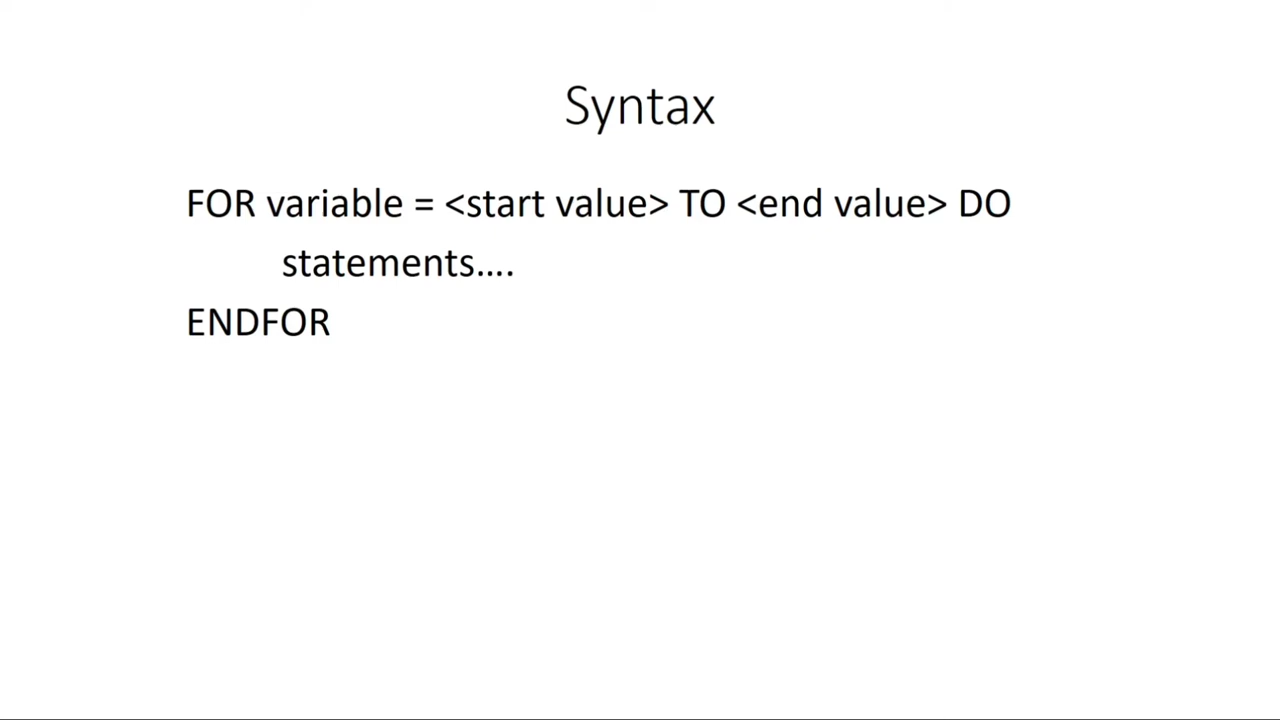 Syntax
FOR variable = <start value> TO <end value> DO
statements....
ENDFOR